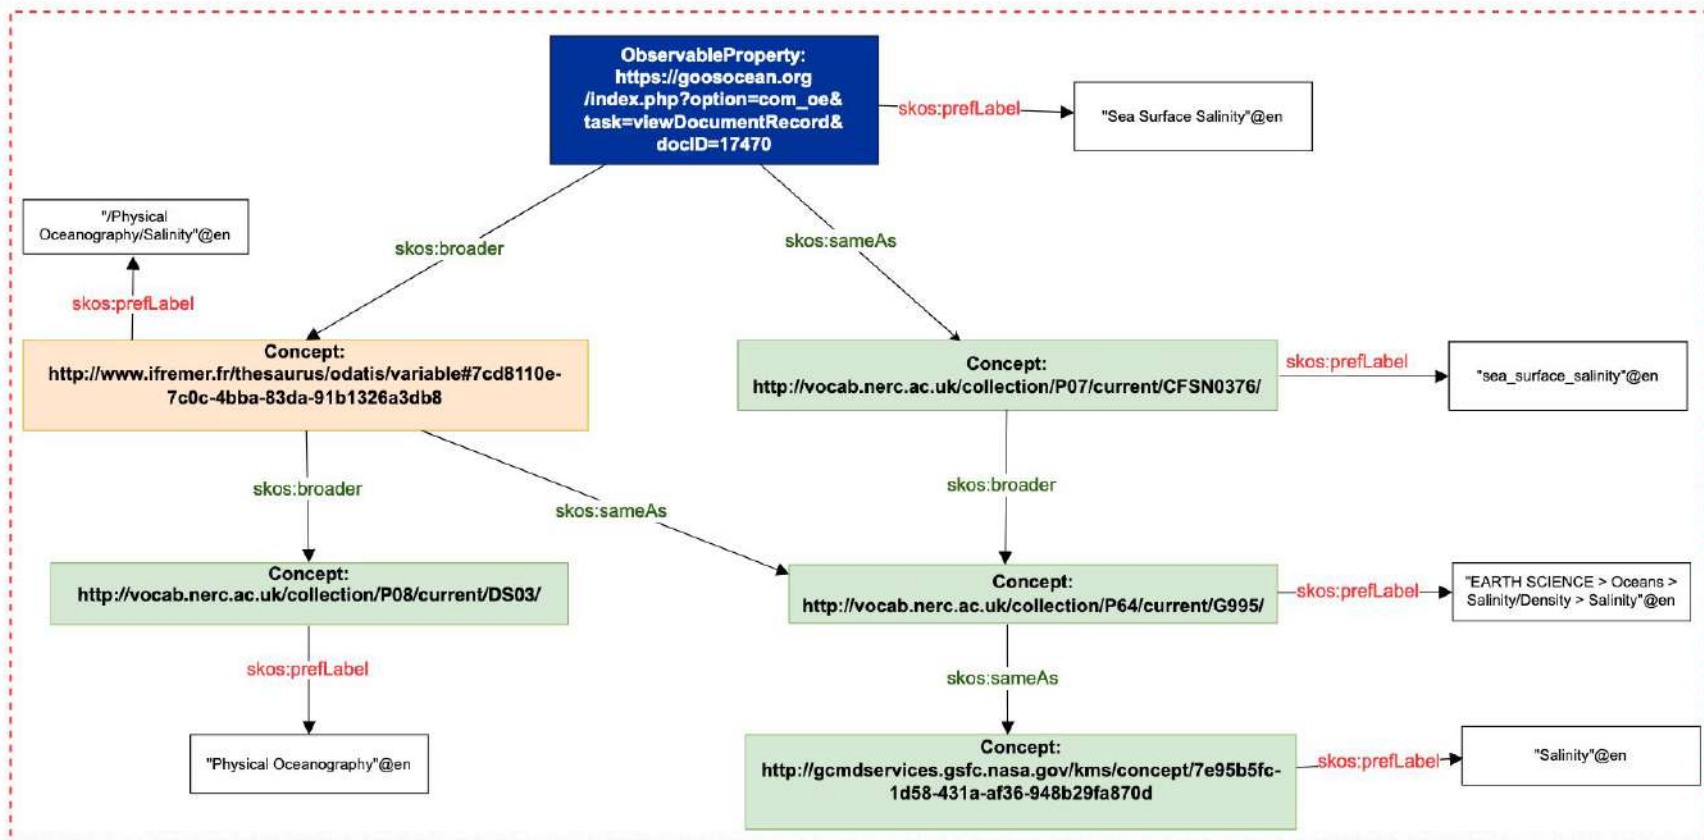 ObservableProperty:
https://goosocean.org
/index.php?option=com_oe&
task=viewDocumentRecord&
docID=17470
skos:prefLabel
"Sea Surface Salinity"@en
"/Physical
Oceanography/Salinity"@en
skos:broader
skos:sameAs
skos:prefLabel
Concept:
http://www.ifremer.fr/thesaurus/odatis/variable#7cd8110e-
7c0c-4bba-83da-91b1326a3db8
Concept:
http://vocab.nerc.ac.uk/collection/P07/current/CFSN0376/
skos:prefLabel
"sea_surface_salinity"@en
skos:broader
skos:sameAs
skos:broader
Concept:
http://vocab.nerc.ac.uk/collection/P08/current/DS03/
Concept:
http://vocab.nerc.ac.uk/collection/P64/current/G995/
skos:prefLabel
"EARTH SCIENCE > Oceans >
Salinity/Density > Salinity"@en
skos:prefLabel
skos:sameAs
"Physical Oceanography"@en
Concept:
http://gcmdservices.gsfc.nasa.gov/kms/concept/7e95b5fc-
1d58-431a-af36-948b29fa870d
skos:prefLabel
"Salinity"@en